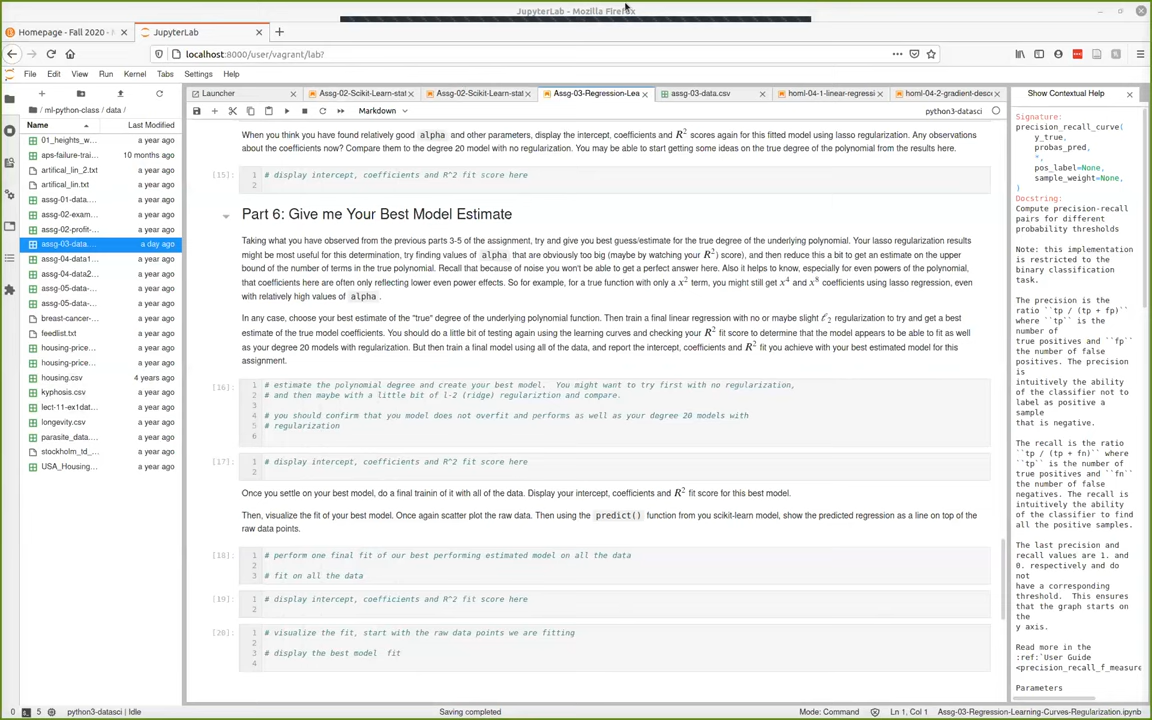 JupyterLab - Mozilla Firefox
Homepage - Fall 2020 -
JupyterLab
localhost:8000/user/vagrant/lab?
File Edit View Run Kernel Tabs Settings Help
Launcher
Asg-02-Scikit-Learn-stat
Assg-02-Scikit-Learn-stat
Assg-03-Regression-Lea
assg-03-data.csv
homl-04-1-linear-regressi
homl-04-2-gradient-desc
Show Contextual Help
/ ml-python-class / data /
Markdown
python3-datasci
Name Last Modified
01_heights_w... a year ago
aps-failure-trai... 10 months ago
artifical_lin_2.txt a year ago
artifical_lin.txt a year ago
assg-01-data.... a year ago
assg-02-exam... a year ago
assg-02-profit-... a year ago
assg-03-data.... a day ago
assg-04-data1... a year ago
assg-04-data2... a year ago
assg-05-data-... a year ago
assg-05-data-... a year ago
breast-cancer-... a year ago
feedlist.txt a year ago
housing-price... a year ago
housing-price... a year ago
housing.csv 4 years ago
kyphosis.csv a year ago
lect-11-ex1dat... a year ago
longevity.csv a year ago
parasite_data.... a year ago
stockholm_td_... a year ago
USA_Housing... a year ago
When you think you have found relatively good alpha and other parameters, display the intercept, coefficients and R² scores again for this fitted model using lasso regularization. Any observations
about the coefficients now? Compare them to the degree 20 model with no regularization. You may be able to start getting some ideas on the true degree of the polynomial from the results here.
[15]: 1 # display intercept, coefficients and R^2 fit score here
2
Part 6: Give me Your Best Model Estimate
Taking what you have observed from the previous parts 3-5 of the assignment, try and give you best guess/estimate for the true degree of the underlying polynomial. Your lasso regularization results
might be most useful for this determination, try finding values of alpha that are obviously too big (maybe by watching your R²) score), and then reduce this a bit to get an estimate on the upper
bound of the number of terms in the true polynomial. Recall that because of noise you won't be able to get a perfect answer here. Also it helps to know, especially for even powers of the polynomial,
that coefficients here are often only reflecting lower even power effects. So for example, for a true function with only a x² term, you might still get x⁴ and x⁸ coefficients using lasso regression, even
with relatively high values of alpha .
In any case, choose your best estimate of the "true" degree of the underlying polynomial function. Then train a final linear regression with no or maybe slight ℓ₂ regularization to try and get a best
estimate of the true model coefficients. You should do a little bit of testing again using the learning curves and checking your R² fit score to determine that the model appears to be able to fit as well
as your degree 20 models with regularization. But then train a final model using all of the data, and report the intercept, coefficients and R² fit you achieve with your best estimated model for this
assignment.
[16]: 1 # estimate the polynomial degree and create your best model. You might want to try first with no regularization,
2 # and then maybe with a little bit of l-2 (ridge) regulariztion and compare.
3
4 # you should confirm that you model does not overfit and performs as well as your degree 20 models with
5 # regularization
6
[17]: 1 # display intercept, coefficients and R^2 fit score here
2
Once you settle on your best model, do a final trainin of it with all of the data. Display your intercept, coefficients and R² fit score for this best model.
Then, visualize the fit of your best model. Once again scatter plot the raw data. Then using the predict() function from you scikit-learn model, show the predicted regression as a line on top of the
raw data points.
[18]: 1 # perform one final fit of our best performing estimated model on all the data
2
3 # fit on all the data
[19]: 1 # display intercept, coefficients and R^2 fit score here
2
[20]: 1 # visualize the fit, start with the raw data points we are fitting
2
3 # display the best model fit
4
Signature:
precision_recall_curve(
y_true,
probas_pred,
*,
pos_label=None,
sample_weight=None,
)
Docstring:
Compute precision-recall
pairs for different
probability thresholds
Note: this implementation
is restricted to the
binary classification
task.
The precision is the
ratio ``tp / (tp + fp)``
where ``tp`` is the
number of
true positives and ``fp``
the number of false
positives. The precision
is
intuitively the ability
of the classifier not to
label as positive a
sample
that is negative.
The recall is the ratio
``tp / (tp + fn)`` where
``tp`` is the number of
true positives and ``fn``
the number of false
negatives. The recall is
intuitively the ability
of the classifier to find
all the positive samples.
The last precision and
recall values are 1. and
0. respectively and do
not
have a corresponding
threshold. This ensures
that the graph starts on
the
y axis.
Read more in the
:ref:`User Guide
<precision_recall_f_measure
Parameters
0 5 python3-datasci | Idle
Saving completed
Mode: Command
Ln 1, Col 1
Assg-03-Regression-Learning-Curves-Regularization.ipynb